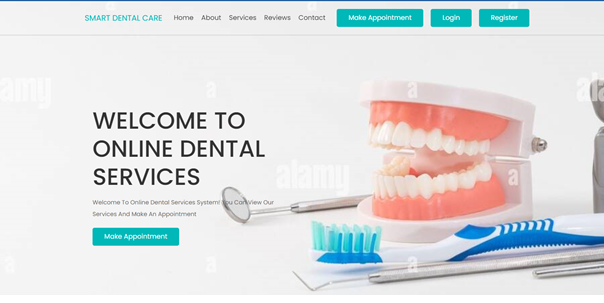 SMART DENTAL CARE Home About Services Reviews Contact Make Appointment Login Register
WELCOME TO
ONLINE DENTAL
SERVICES
Welcome To Online Dental Services System! You Can View Our
Services And Make An Appointment
Make Appointment
alamy
alamy
a
a
a
a
a
a
a